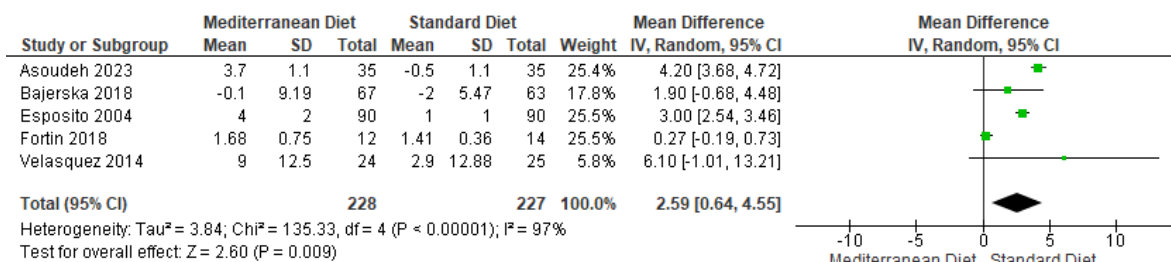 Mediterranean Diet Standard Diet Mean Difference Mean Difference
Study or Subgroup Mean SD Total Mean SD Total Weight IV, Random, 95% CI IV, Random, 95% CI
Asoudeh 2023 3.7 1.1 35 -0.5 1.1 35 25.4% 4.20 [3.68, 4.72]
Bajerska 2018 -0.1 9.19 67 -2 5.47 63 17.8% 1.90 [-0.68, 4.48]
Esposito 2004 4 2 90 1 1 90 25.5% 3.00 [2.54, 3.46]
Fortin 2018 1.68 0.75 12 1.41 0.36 14 25.5% 0.27 [-0.19, 0.73]
Velasquez 2014 9 12.5 24 2.9 12.88 25 5.8% 6.10 [-1.01, 13.21]
Total (95% CI) 228 227 100.0% 2.59 [0.64, 4.55]
Heterogeneity: Tau² = 3.84; Chi² = 135.33, df = 4 (P < 0.00001); I² = 97%
Test for overall effect: Z = 2.60 (P = 0.009)
-10 -5 0 5 10
Mediterranean Diet Standard Diet